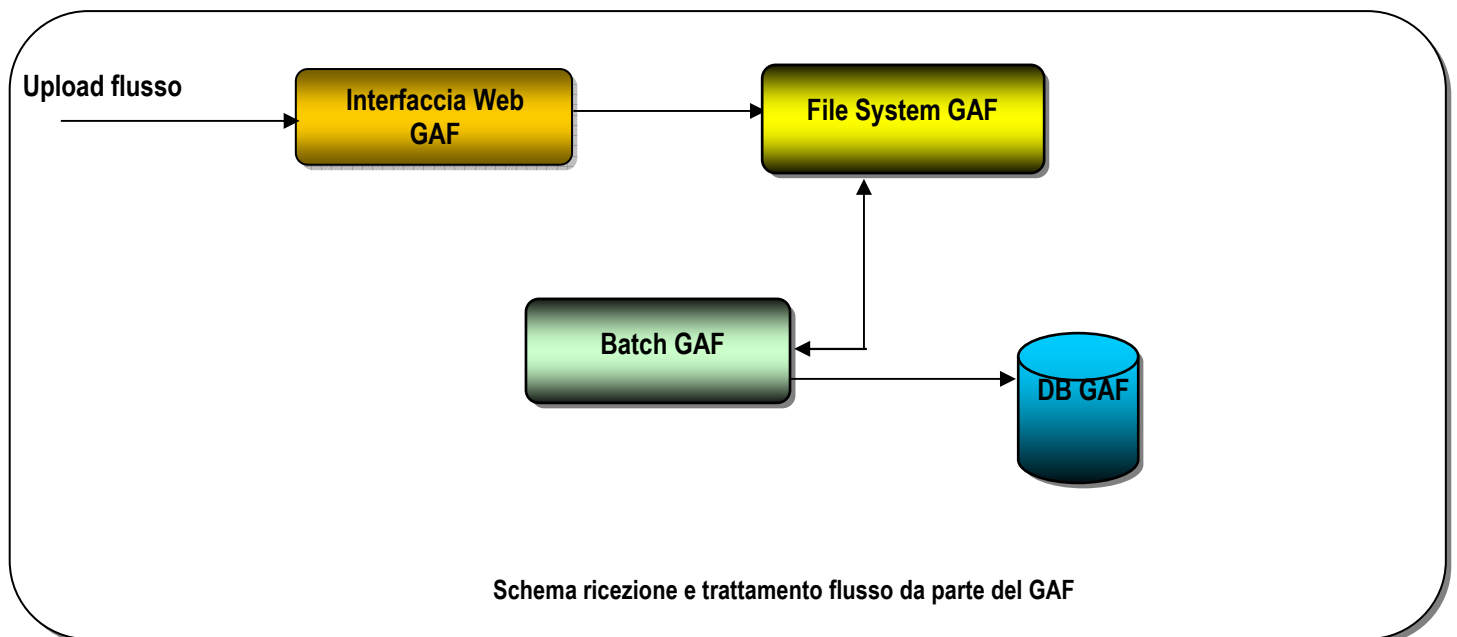 Upload flusso
Interfaccia Web
GAF
File System GAF
Batch GAF
DB GAF
Schema ricezione e trattamento flusso da parte del GAF